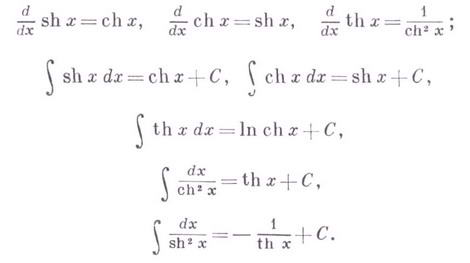 d/dx sh x = ch x, d/dx ch x = sh x, d/dx th x = 1/ch² x ;
∫ sh x dx = ch x + C, ∫ ch x dx = sh x + C,
∫ th x dx = ln ch x + C,
∫ dx/ch² x = th x + C,
∫ dx/sh² x = − 1/th x + C.